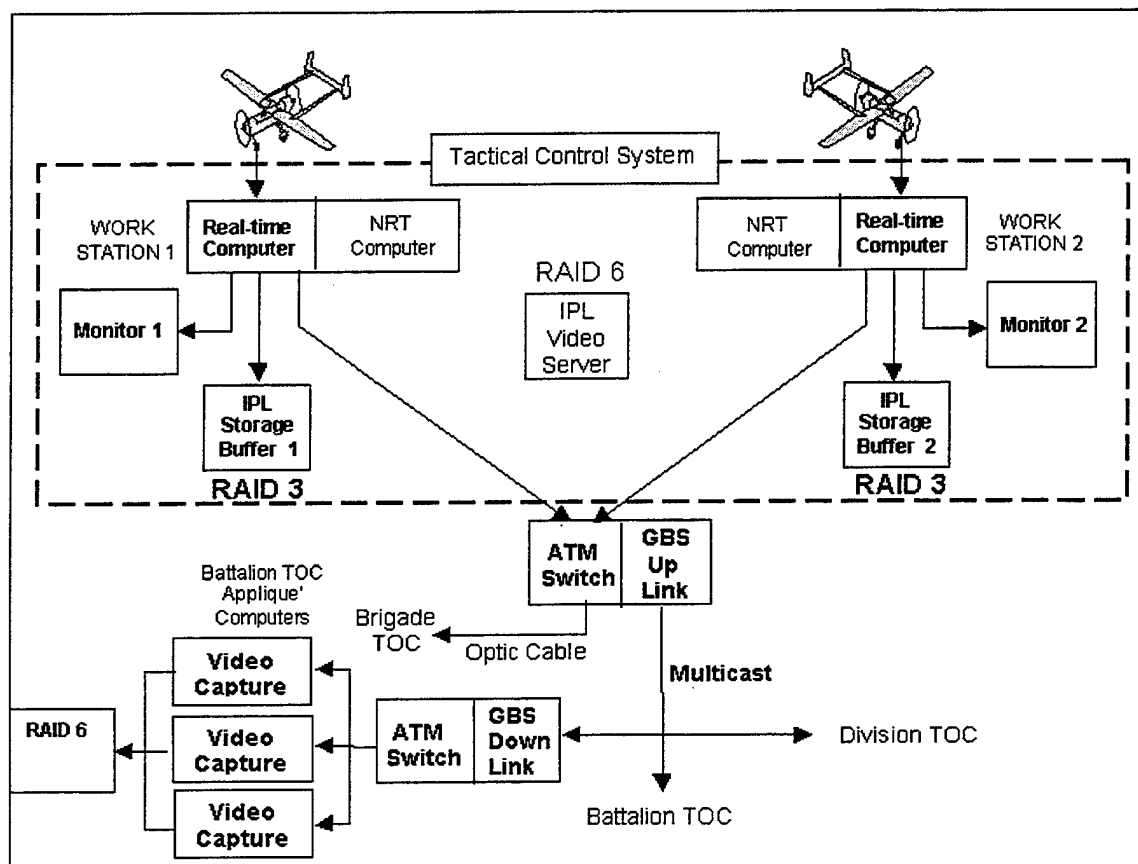 Tactical Control System
WORK
STATION 1
Real-time
Computer
NRT
Computer
NRT
Computer
Real-time
Computer
WORK
STATION 2
RAID 6
IPL
Video
Server
Monitor 1
Monitor 2
IPL
Storage
Buffer 1
RAID 3
IPL
Storage
Buffer 2
RAID 3
ATM
Switch
GBS
Up
Link
Battalion TOC
Applique'
Computers
Brigade
TOC
Optic Cable
Multicast
Video
Capture
Video
Capture
Video
Capture
RAID 6
ATM
Switch
GBS
Down
Link
Division TOC
Battalion TOC